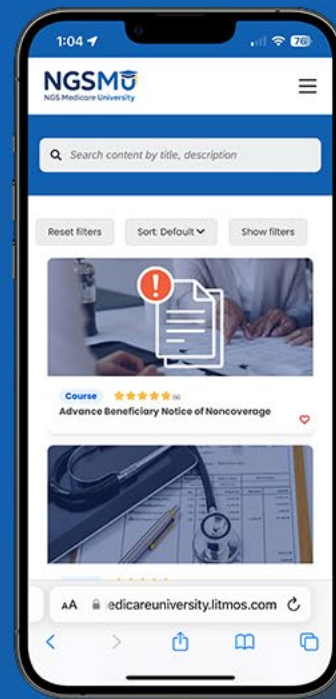 1:04
76
NGSMU
NGS Medicare University
Search content by title, description
Reset filters
Sort: Default
Show filters
!
Course
Advance Beneficiary Notice of Noncoverage
AA
edicareuniversity.litmos.com